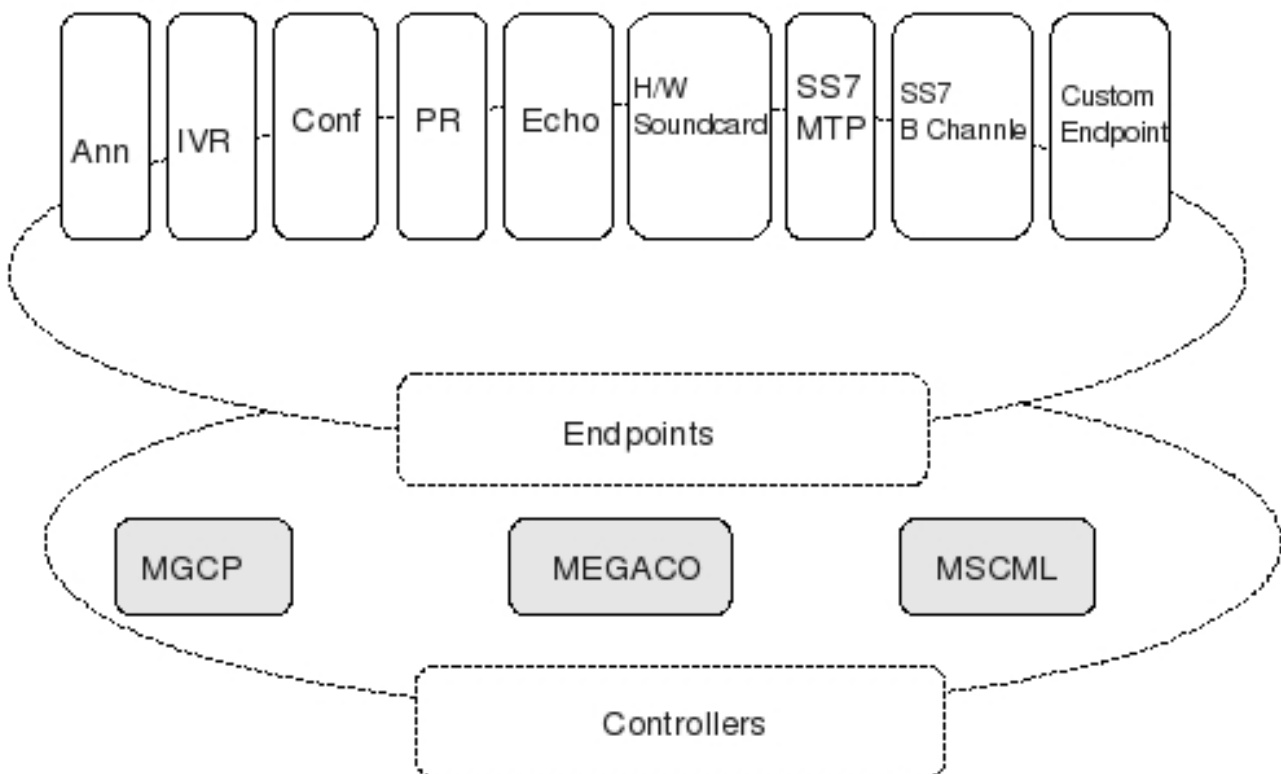 Ann
IVR
Conf
PR
Echo
H/W
Soundcard
SS7
MTP
SS7
B Channle
Custom
Endpoint
Endpoints
MGCP
MEGACO
MSCML
Controllers